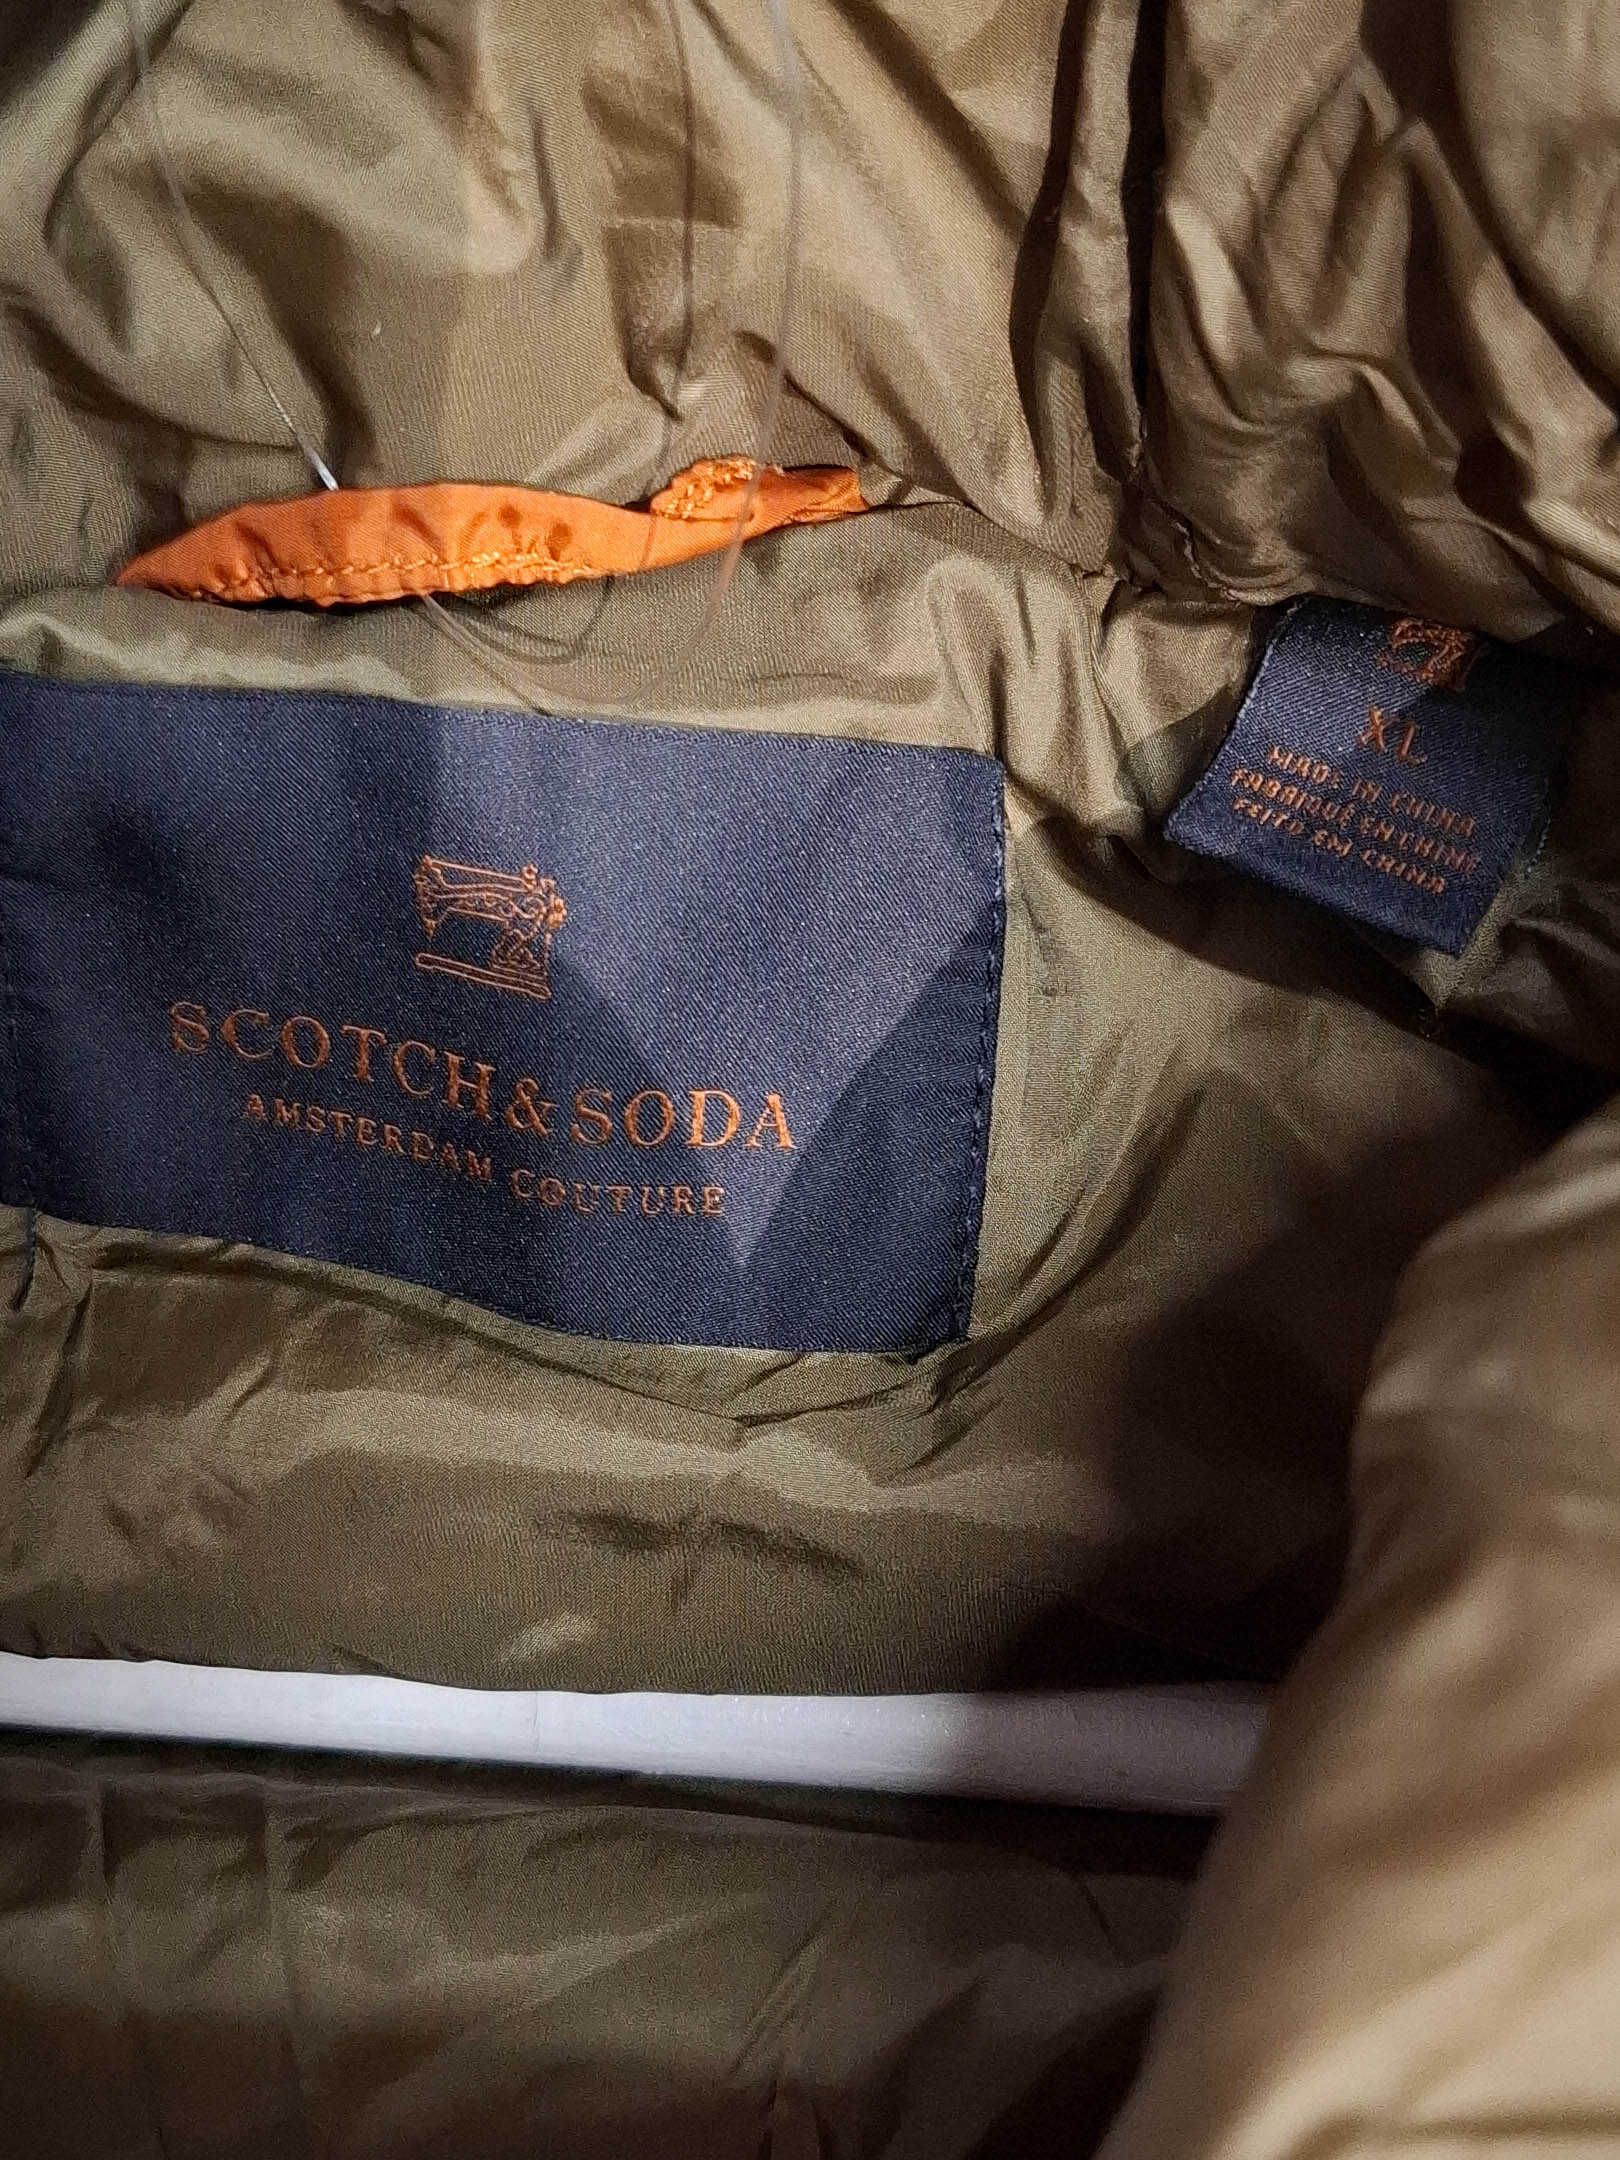 SCOTCH & SODA
AMSTERDAM COUTURE
XL
MADE IN CHINA
FABRIQUÉ EN CHINE
FEITO EM CHINA